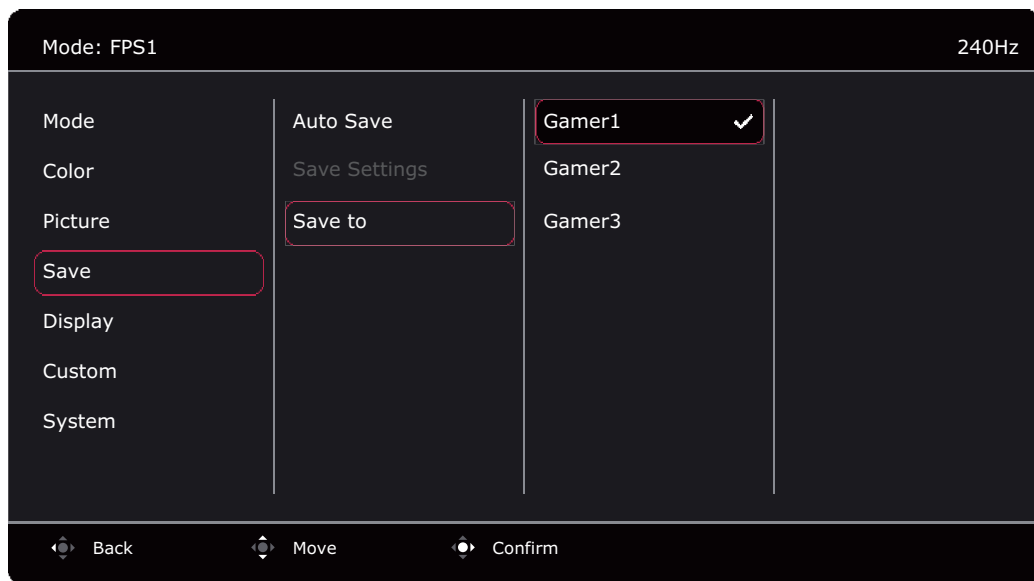 Mode: FPS1 240Hz
Mode
Color
Picture
Save
Display
Custom
System
Auto Save
Save Settings
Save to
Gamer1
Gamer2
Gamer3
Back Move Confirm